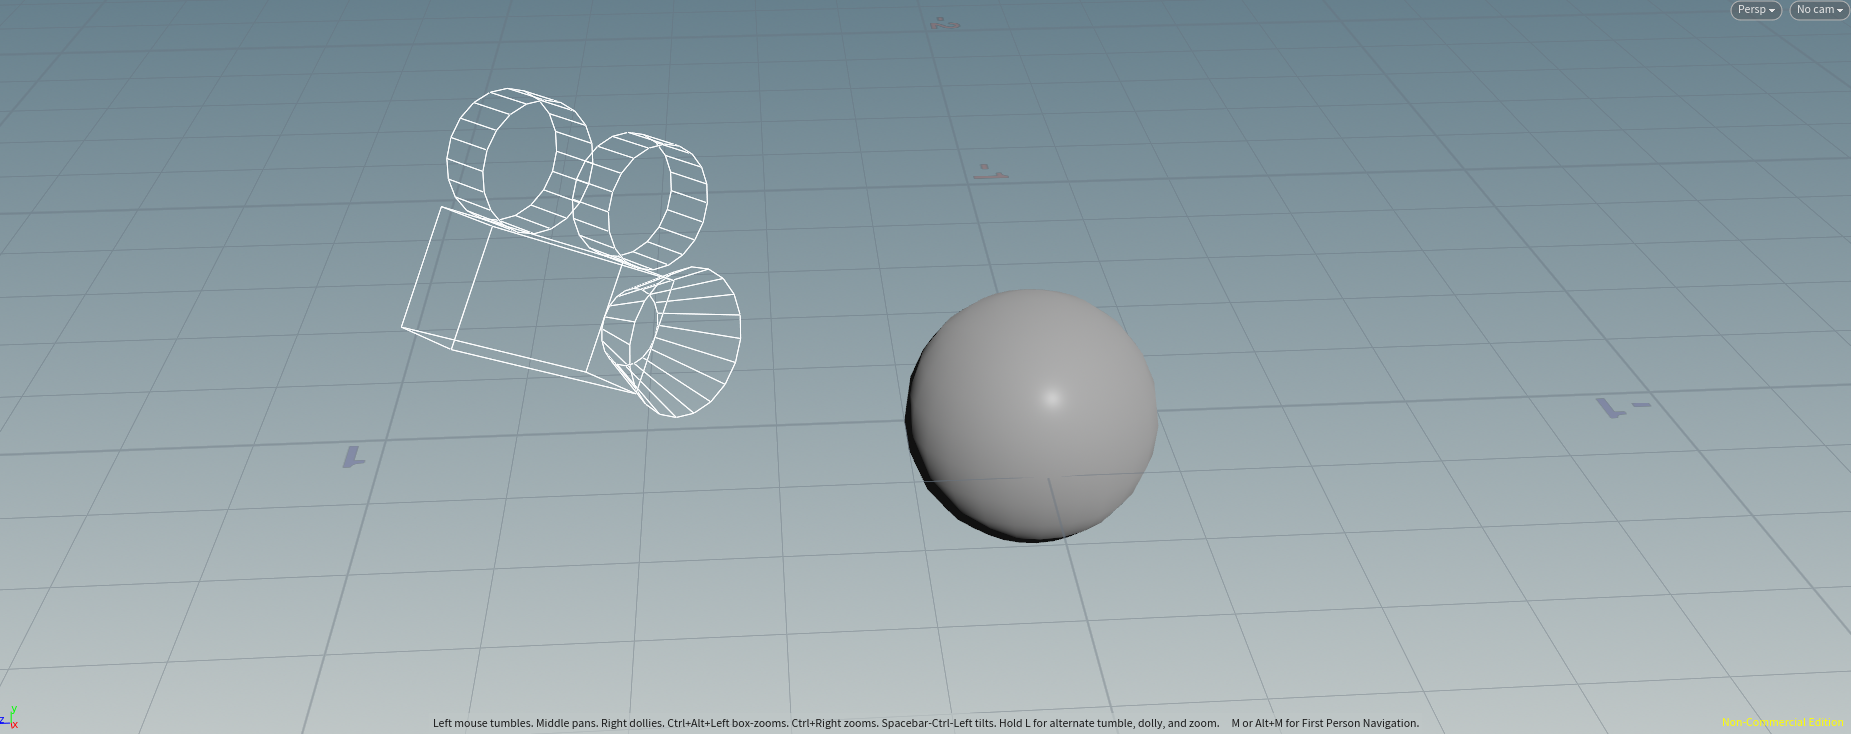 Persp
No cam
1
-1
y
z
x
Left mouse tumbles. Middle pans. Right dollies. Ctrl+Alt+Left box-zooms. Ctrl+Right zooms. Spacebar-Ctrl-Left tilts. Hold L for alternate tumble, dolly, and zoom. M or Alt+M for First Person Navigation.
Non-Commercial Edition